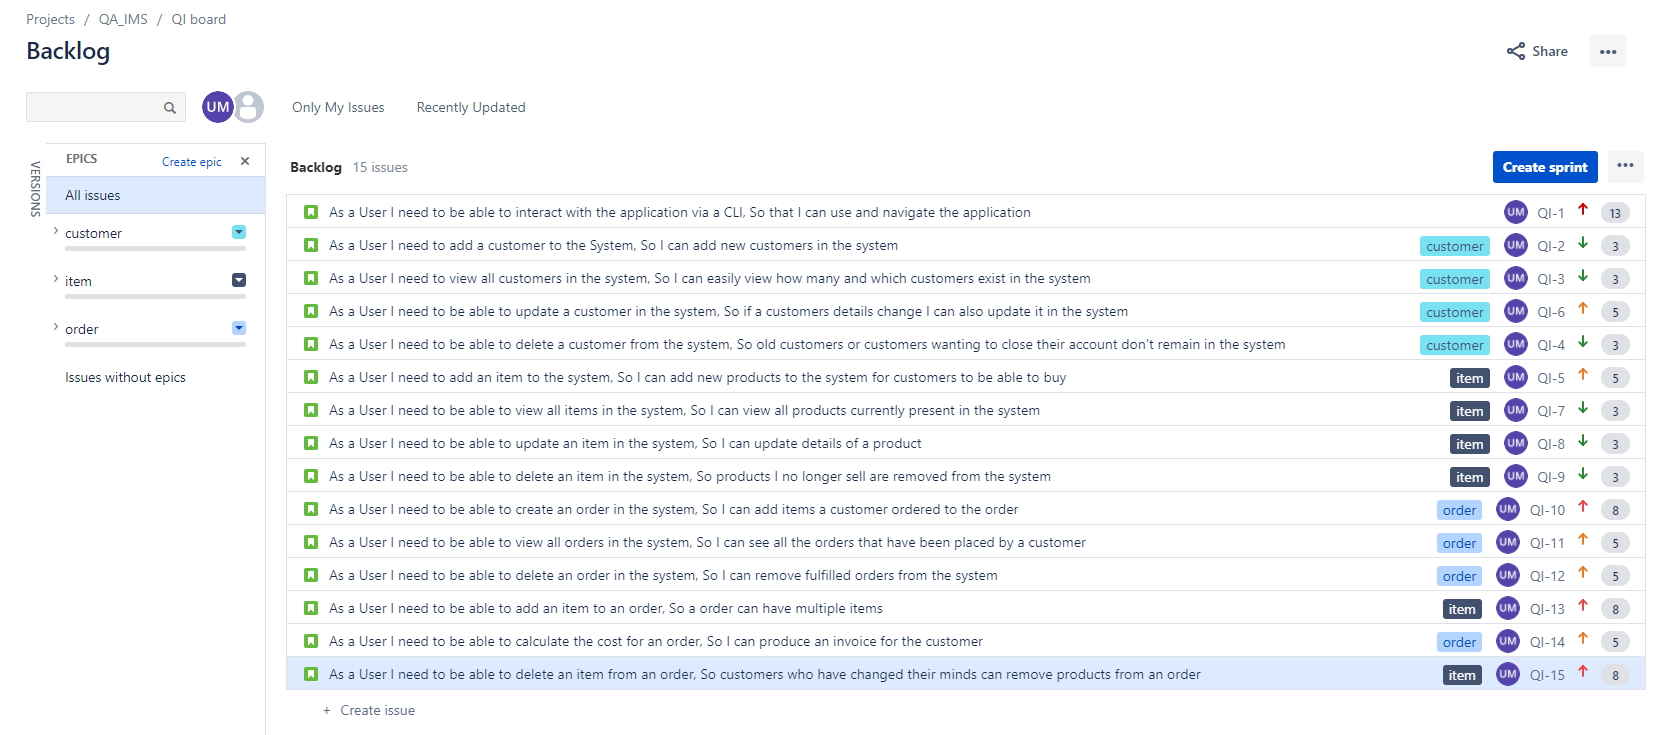 Projects / QA_IMS / QI board
Backlog
Share
UM
Only My Issues Recently Updated
VERSIONS
EPICS Create epic
All issues
customer
item
order
Issues without epics
Backlog 15 issues Create sprint
As a User I need to be able to interact with the application via a CLI, So that I can use and navigate the application UM QI-1 13
As a User I need to add a customer to the System, So I can add new customers in the system customer UM QI-2 3
As a User I need to view all customers in the system, So I can easily view how many and which customers exist in the system customer UM QI-3 3
As a User I need to be able to update a customer in the system, So if a customers details change I can also update it in the system customer UM QI-6 5
As a User I need to be able to delete a customer from the system, So old customers or customers wanting to close their account don't remain in the system customer UM QI-4 3
As a User I need to add an item to the system, So I can add new products to the system for customers to be able to buy item UM QI-5 5
As a User I need to be able to view all items in the system, So I can view all products currently present in the system item UM QI-7 3
As a User I need to be able to update an item in the system, So I can update details of a product item UM QI-8 3
As a User I need to be able to delete an item in the system, So products I no longer sell are removed from the system item UM QI-9 3
As a User I need to be able to create an order in the system, So I can add items a customer ordered to the order order UM QI-10 8
As a User I need to be able to view all orders in the system, So I can see all the orders that have been placed by a customer order UM QI-11 5
As a User I need to be able to delete an order in the system, So I can remove fulfilled orders from the system order UM QI-12 5
As a User I need to be able to add an item to an order, So a order can have multiple items item UM QI-13 8
As a User I need to be able to calculate the cost for an order, So I can produce an invoice for the customer order UM QI-14 5
As a User I need to be able to delete an item from an order, So customers who have changed their minds can remove products from an order item UM QI-15 8
+ Create issue